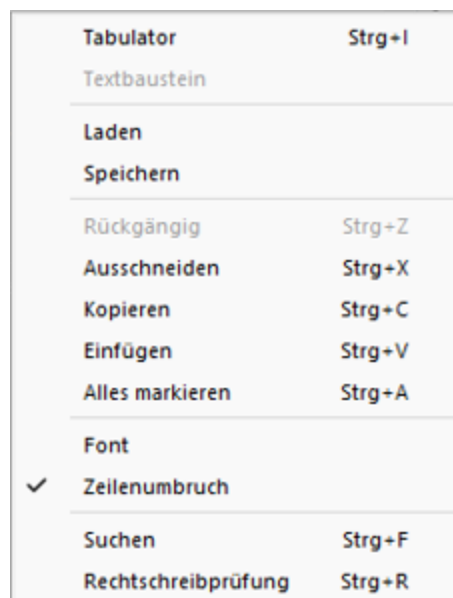 Tabulator Strg+I
Textbaustein
Laden
Speichern
Rückgängig Strg+Z
Ausschneiden Strg+X
Kopieren Strg+C
Einfügen Strg+V
Alles markieren Strg+A
Font
Zeilenumbruch
Suchen Strg+F
Rechtschreibprüfung Strg+R